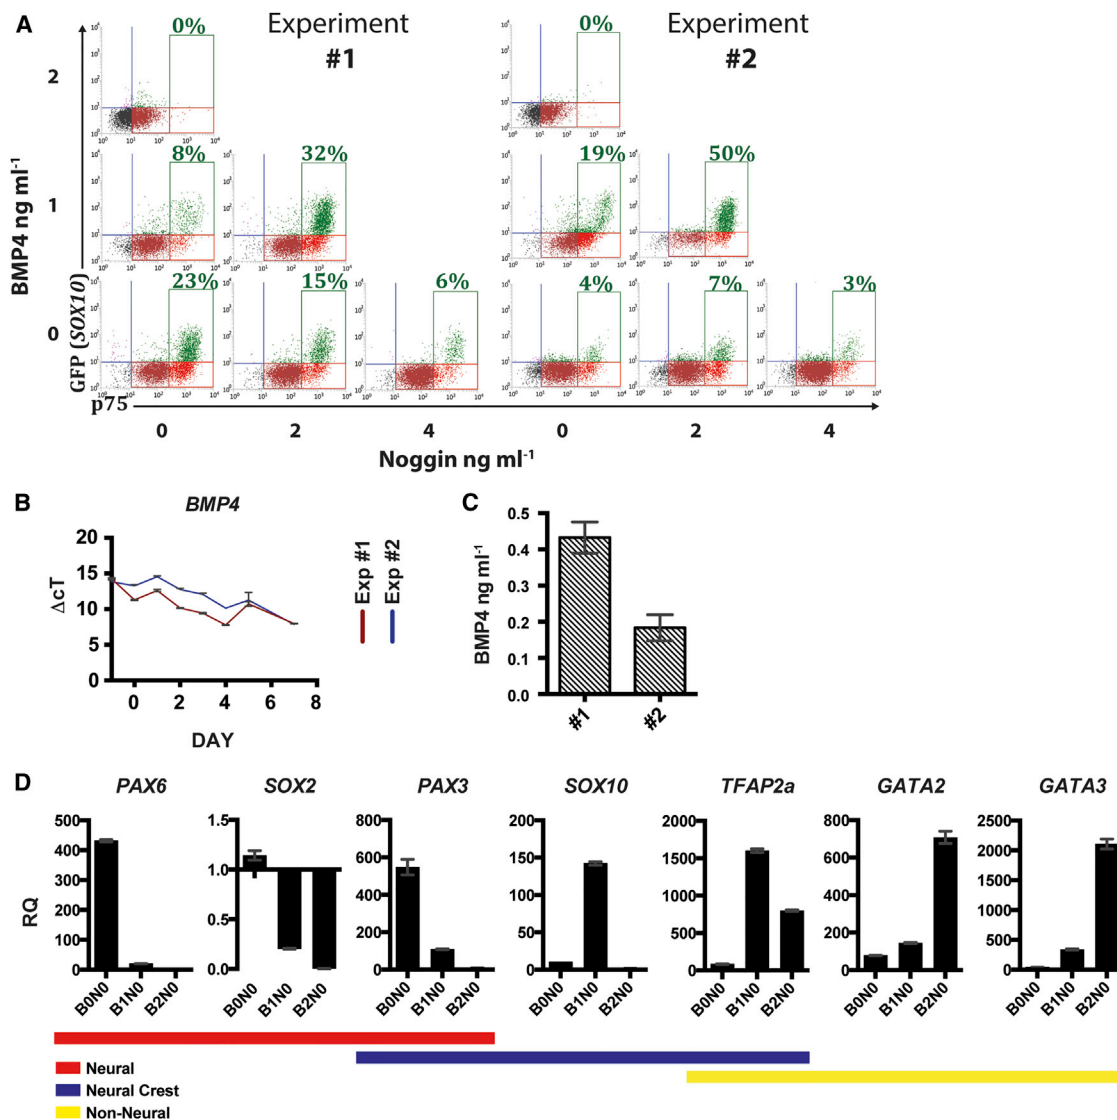 A
Experiment
#1
Experiment
#2
0%
0%
2
8%
32%
19%
50%
1
BMP4 ng ml-1
23%
15%
6%
4%
7%
3%
0
GFP (SOX10)
p75
0 2 4 0 2 4
Noggin ng ml-1
B
BMP4
20
15
10
5
0
ΔcT
0 2 4 6 8
DAY
Exp #1
Exp #2
C
0.5
0.4
0.3
0.2
0.1
0.0
BMP4 ng ml-1
#1 #2
D
PAX6 SOX2 PAX3 SOX10 TFAP2a GATA2 GATA3
RQ
500
400
300
200
100
0
B0N0 B1N0 B2N0
1.5
1.0
0.5
0.0
B0N0 B1N0 B2N0
800
600
400
200
0
B0N0 B1N0 B2N0
200
150
100
50
0
B0N0 B1N0 B2N0
2000
1500
1000
500
0
B0N0 B1N0 B2N0
800
600
400
200
0
B0N0 B1N0 B2N0
2500
2000
1500
1000
500
0
B0N0 B1N0 B2N0
Neural
Neural Crest
Non-Neural